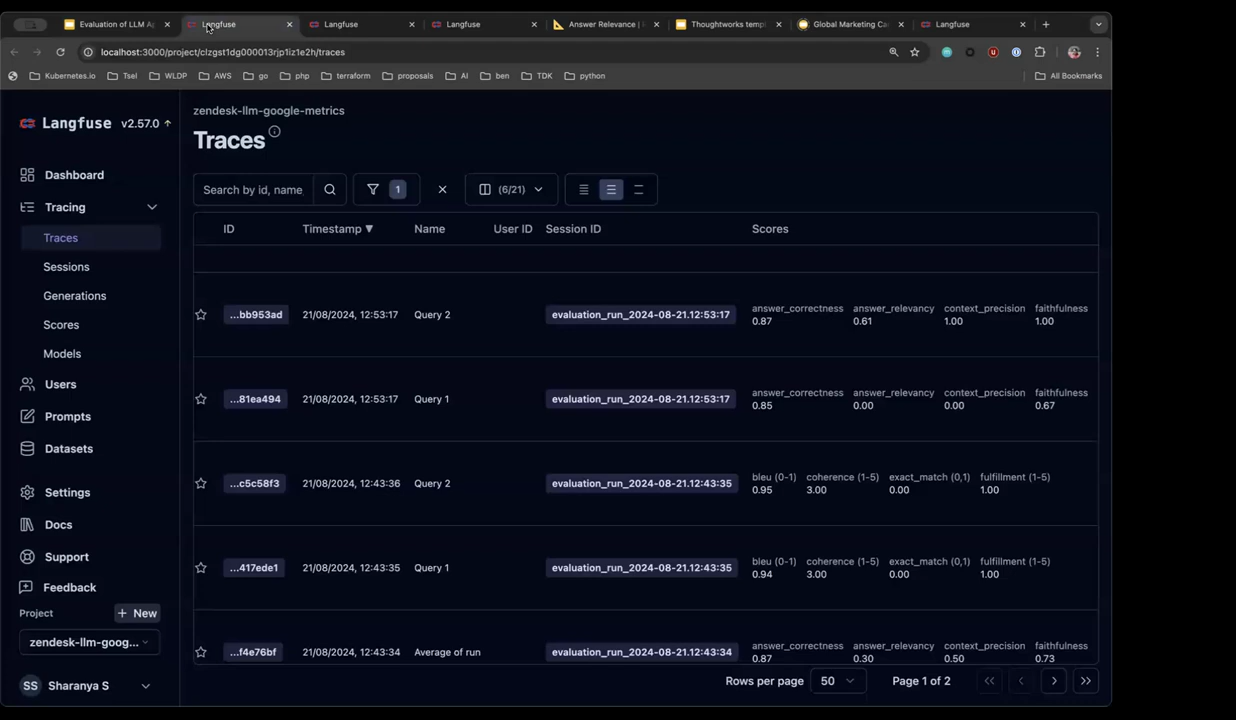 Evaluation of LLM Ap
Langfuse
Langfuse
Langfuse
Answer Relevance | R
Thoughtworks templ
Global Marketing Ca
Langfuse
localhost:3000/project/clzgst1dg000013rjp1iz1e2h/traces
Kubernetes.io
Tsel
WLDP
AWS
go
php
terraform
proposals
AI
ben
TDK
python
All Bookmarks
Langfuse v2.57.0
Dashboard
Tracing
Traces
Sessions
Generations
Scores
Models
Users
Prompts
Datasets
Settings
Docs
Support
Feedback
Project
+ New
zendesk-llm-goog...
SS Sharanya S
zendesk-llm-google-metrics
Traces
Search by id, name,
1
(6/21)
ID Timestamp ▼ Name User ID Session ID Scores
...bb953ad 21/08/2024, 12:53:17 Query 2 evaluation_run_2024-08-21.12:53:17
answer_correctness answer_relevancy context_precision faithfulness
0.87 0.61 1.00 1.00
...81ea494 21/08/2024, 12:53:17 Query 1 evaluation_run_2024-08-21.12:53:17
answer_correctness answer_relevancy context_precision faithfulness
0.85 0.00 0.00 0.67
...c5c58f3 21/08/2024, 12:43:36 Query 2 evaluation_run_2024-08-21.12:43:35
bleu (0-1) coherence (1-5) exact_match (0,1) fulfillment (1-5)
0.95 3.00 0.00 1.00
...417ede1 21/08/2024, 12:43:35 Query 1 evaluation_run_2024-08-21.12:43:35
bleu (0-1) coherence (1-5) exact_match (0,1) fulfillment (1-5)
0.94 3.00 0.00 1.00
...f4e76bf 21/08/2024, 12:43:34 Average of run evaluation_run_2024-08-21.12:43:34
answer_correctness answer_relevancy context_precision faithfulness
0.87 0.30 0.50 0.73
Rows per page 50 Page 1 of 2